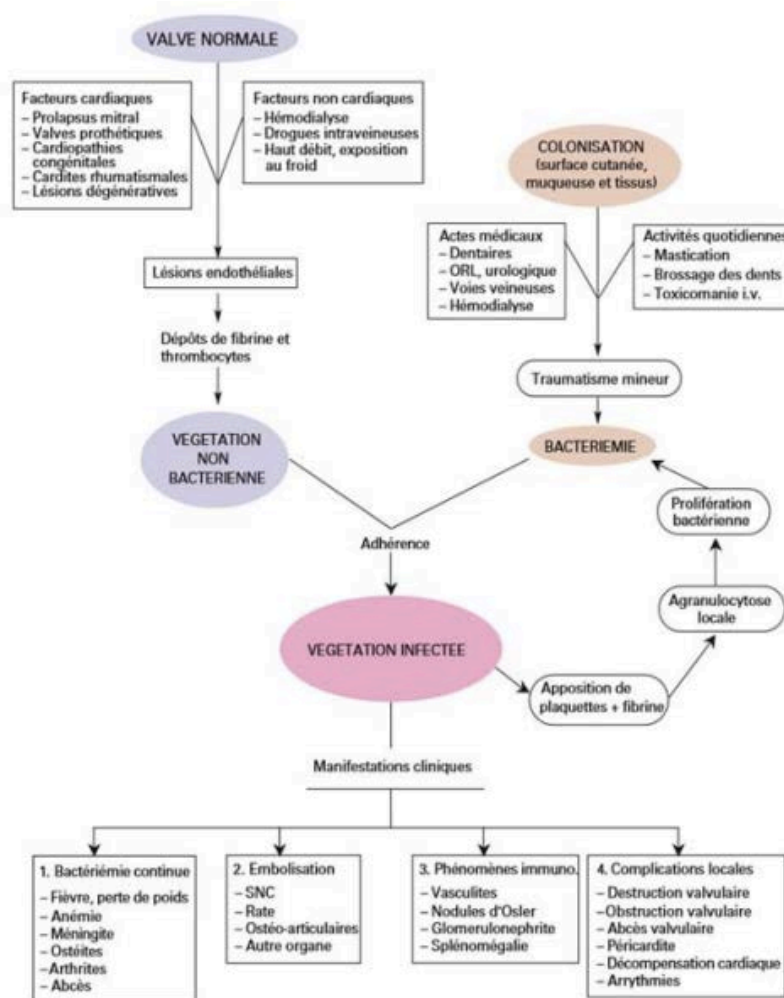 VALVE NORMALE
Facteurs cardiaques
– Prolapsus mitral
– Valves prothétiques
– Cardiopathies
congénitales
– Cardites rhumatismales
– Lésions dégénératives
Facteurs non cardiaques
– Hémodialyse
– Drogues intraveineuses
– Haut débit, exposition
au froid
Lésions endothéliales
Dépôts de fibrine et
thrombocytes
VEGETATION
NON
BACTERIENNE
COLONISATION
(surface cutanée,
muqueuse et tissus)
Actes médicaux
– Dentaires
– ORL, urologique
– Voies veineuses
– Hémodialyse
Activités quotidiennes
– Mastication
– Brossage des dents
– Toxicomanie i.v.
Traumatisme mineur
BACTERIEMIE
Adhérence
VEGETATION INFECTEE
Apposition de
plaquettes + fibrine
Agranulocytose
locale
Prolifération
bactérienne
Manifestations cliniques
1. Bactériémie continue
– Fièvre, perte de poids
– Anémie
– Méningite
– Ostéites
– Arthrites
– Abcès
2. Embolisation
– SNC
– Rate
– Ostéo-articulaires
– Autre organe
3. Phénomènes immuno.
– Vasculites
– Nodules d'Osler
– Glomerulonephrite
– Splénomégalie
4. Complications locales
– Destruction valvulaire
– Obstruction valvulaire
– Abcès valvulaire
– Péricardite
– Décompensation cardiaque
– Arrythmies